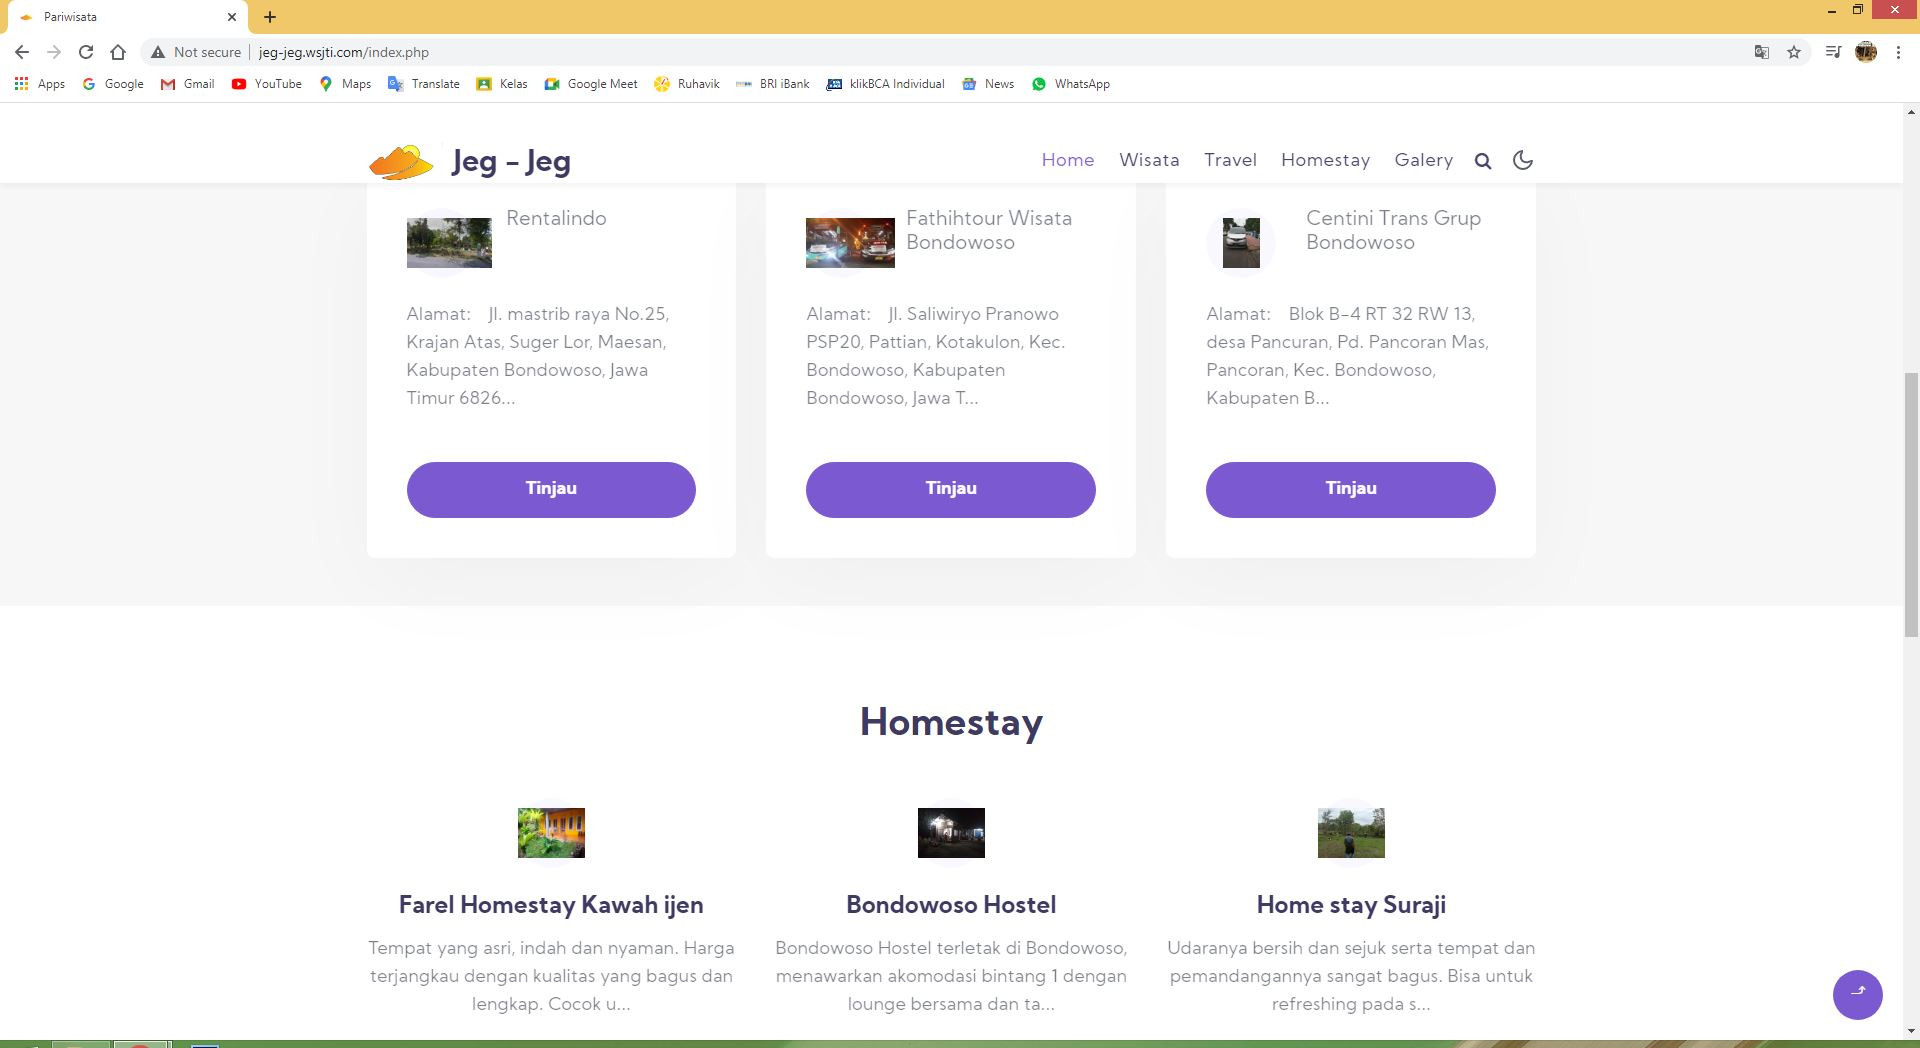 Pariwisata
Not secure jeg-jeg.wsjti.com/index.php
Apps Google Gmail YouTube Maps Translate Kelas Google Meet Ruhavik BRI iBank klikBCA Individual News WhatsApp
Jeg - Jeg Home Wisata Travel Homestay Galery
Rentalindo
Alamat: Jl. mastrib raya No.25,
Krajan Atas, Suger Lor, Maesan,
Kabupaten Bondowoso, Jawa
Timur 6826...
Tinjau
Fathihtour Wisata
Bondowoso
Alamat: Jl. Saliwiryo Pranowo
PSP20, Pattian, Kotakulon, Kec.
Bondowoso, Kabupaten
Bondowoso, Jawa T...
Tinjau
Centini Trans Grup
Bondowoso
Alamat: Blok B-4 RT 32 RW 13,
desa Pancuran, Pd. Pancoran Mas,
Pancoran, Kec. Bondowoso,
Kabupaten B...
Tinjau
Homestay
Farel Homestay Kawah ijen
Tempat yang asri, indah dan nyaman. Harga
terjangkau dengan kualitas yang bagus dan
lengkap. Cocok u...
Bondowoso Hostel
Bondowoso Hostel terletak di Bondowoso,
menawarkan akomodasi bintang 1 dengan
lounge bersama dan ta...
Home stay Suraji
Udaranya bersih dan sejuk serta tempat dan
pemandangannya sangat bagus. Bisa untuk
refreshing pada s...